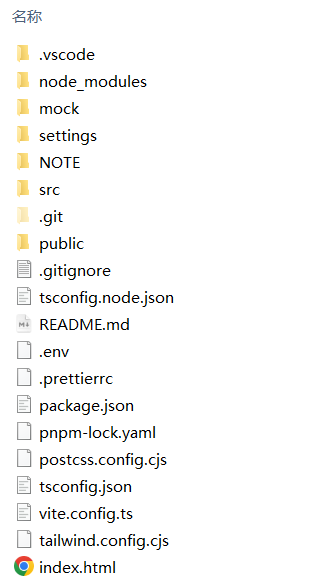 名称
.vscode
node_modules
mock
settings
NOTE
src
.git
public
.gitignore
tsconfig.node.json
README.md
.env
.prettierrc
package.json
pnpm-lock.yaml
postcss.config.cjs
tsconfig.json
vite.config.ts
tailwind.config.cjs
index.html